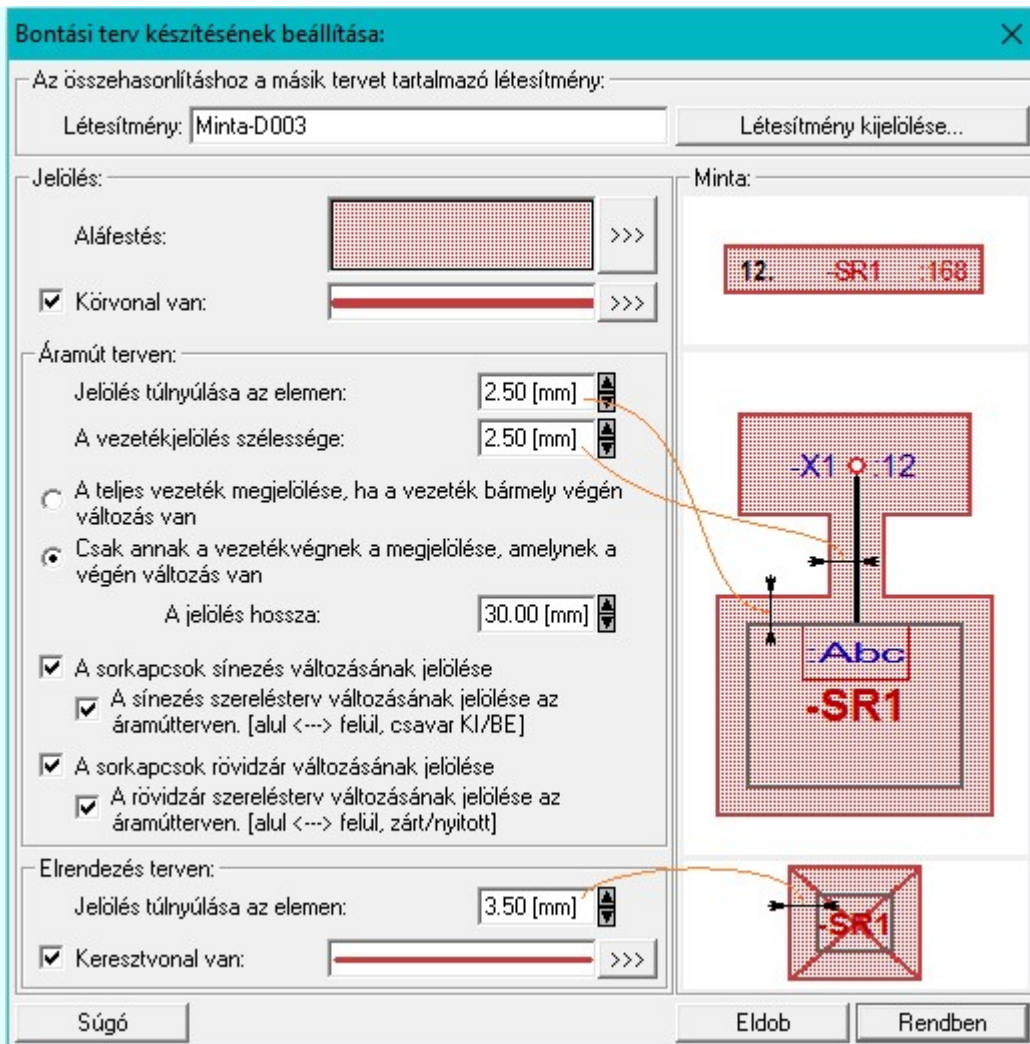 Bontási terv készítésének beállítása:
Az összehasonlításhoz a másik tervet tartalmazó létesítmény:
Létesítmény: Minta-D003
Létesítmény kijelölése...
Jelölés:
Aláfestés:
>>>
Körvonal van:
>>>
Áramút terven:
Jelölés túlnyúlása az elemen: 2.50 [mm]
A vezetékjelölés szélessége: 2.50 [mm]
A teljes vezeték megjelölése, ha a vezeték bármely végén
változás van
Csak annak a vezetékvégnek a megjelölése, amelynek a
végén változás van
A jelölés hossza: 30.00 [mm]
A sorkapcsok sínezés változásának jelölése
A sínezés szerelésterv változásának jelölése az
áramútterven. [alul <---> felül, csavar KI/BE]
A sorkapcsok rövidzár változásának jelölése
A rövidzár szerelésterv változásának jelölése az
áramútterven. [alul <---> felül, zárt/nyitott]
Elrendezés terven:
Jelölés túlnyúlása az elemen: 3.50 [mm]
Keresztvonal van:
>>>
Minta:
12. -SR1 :168
-X1 :12
:Abc
-SR1
-SR1
Súgó
Eldob
Rendben